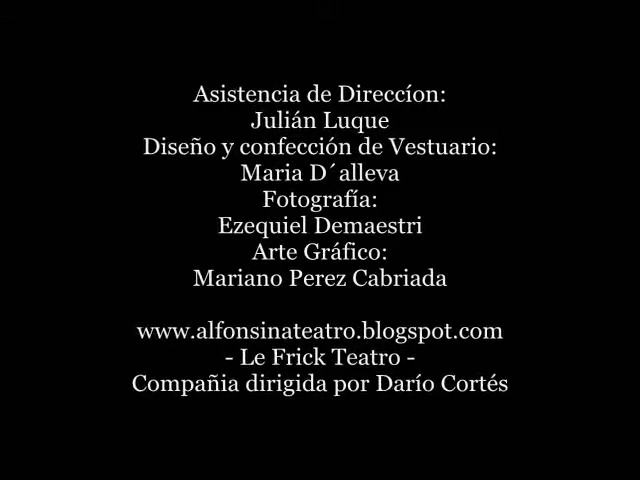 Asistencia de Direccíon:
Julián Luque
Diseño y confección de Vestuario:
Maria D´alleva
Fotografía:
Ezequiel Demaestri
Arte Gráfico:
Mariano Perez Cabriada
www.alfonsinateatro.blogspot.com
- Le Frick Teatro -
Compañia dirigida por Darío Cortés